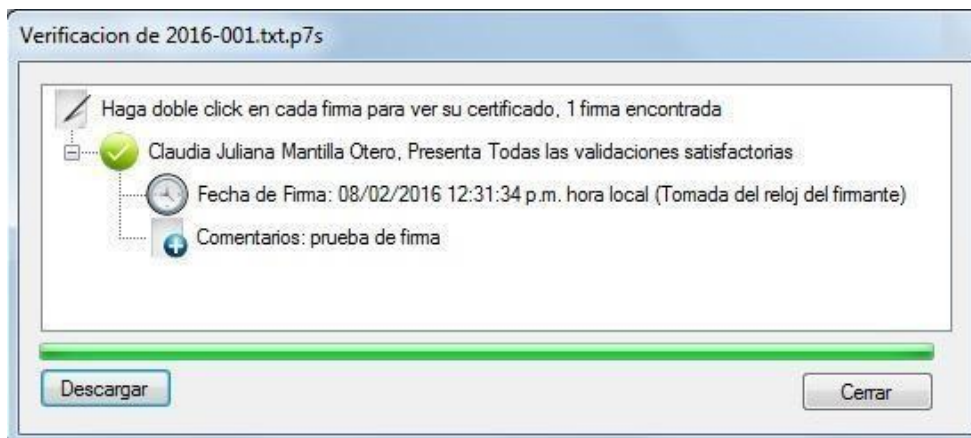 Verificacion de 2016-001.txt.p7s
Haga doble click en cada firma para ver su certificado, 1 firma encontrada
Claudia Juliana Mantilla Otero, Presenta Todas las validaciones satisfactorias
Fecha de Firma: 08/02/2016 12:31:34 p.m. hora local (Tomada del reloj del firmante)
Comentarios: prueba de firma
Descargar
Cerrar